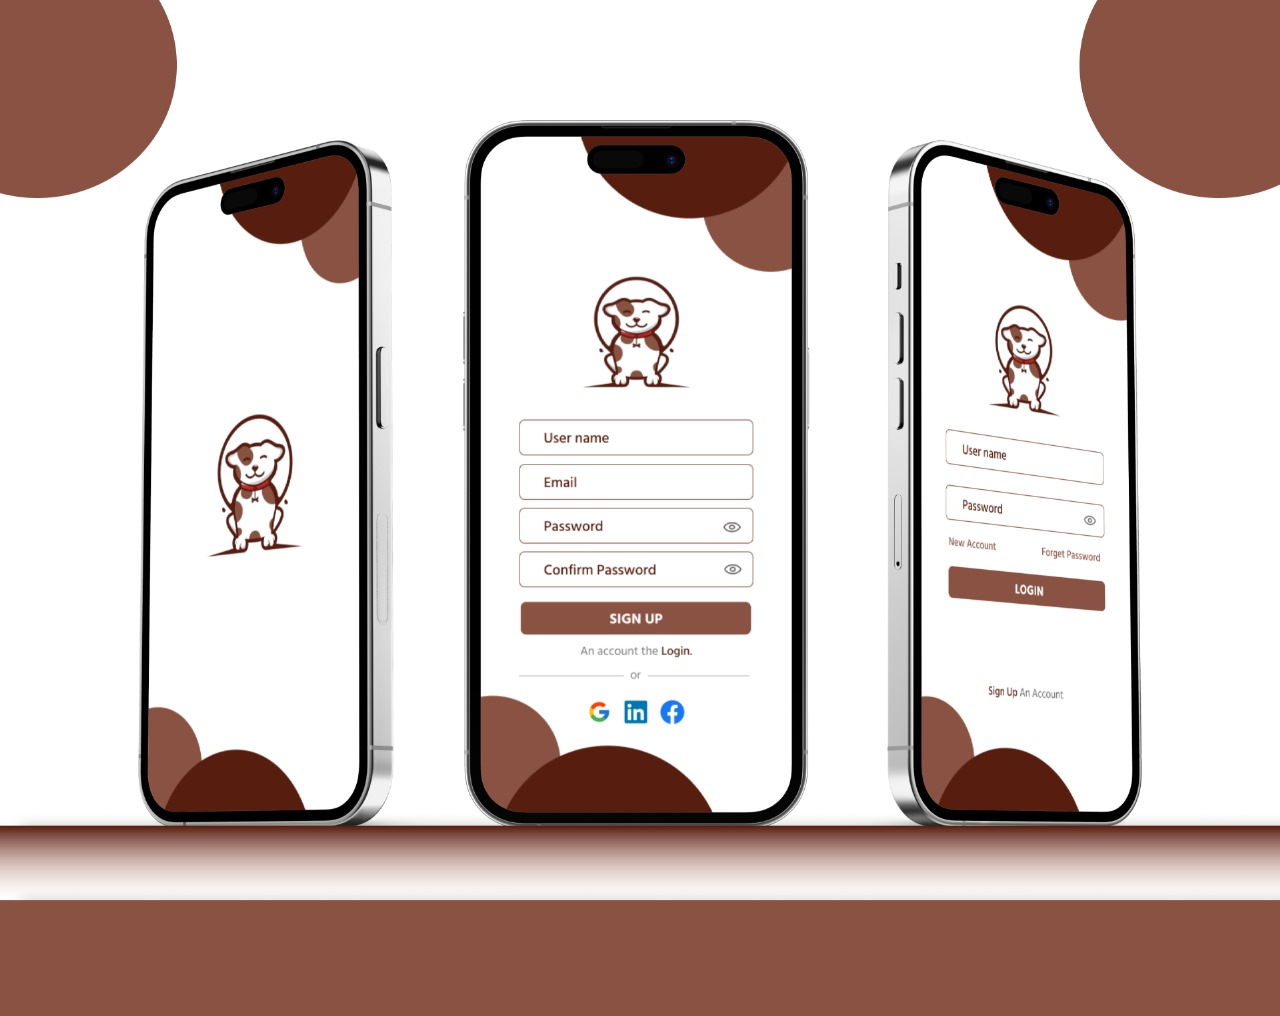 User name
Email
Password
Confirm Password
SIGN UP
An account the Login.
or
in
User name
Password
New Account
Forget Password
LOGIN
Sign Up An Account